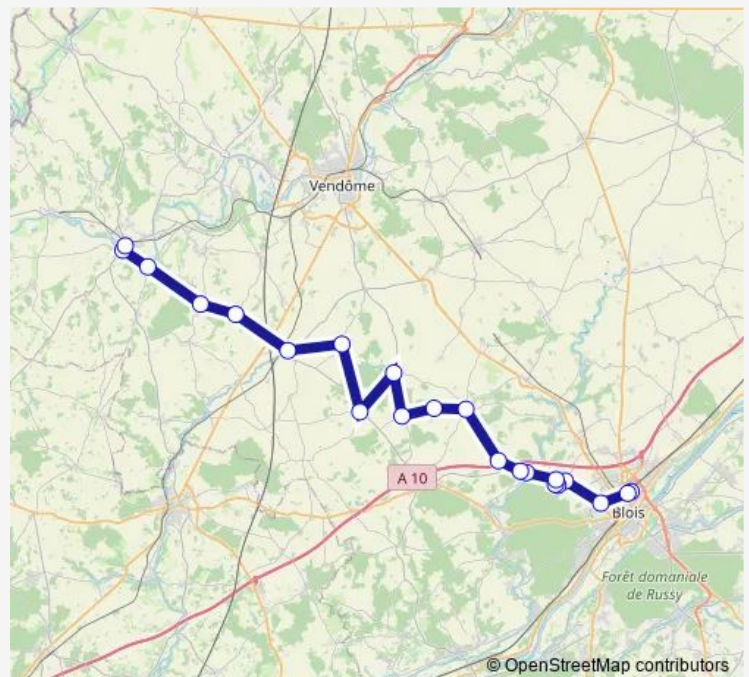 Vendôme
A 10
Blois
Forêt domaniale
de Russy
© OpenStreetMap contributors